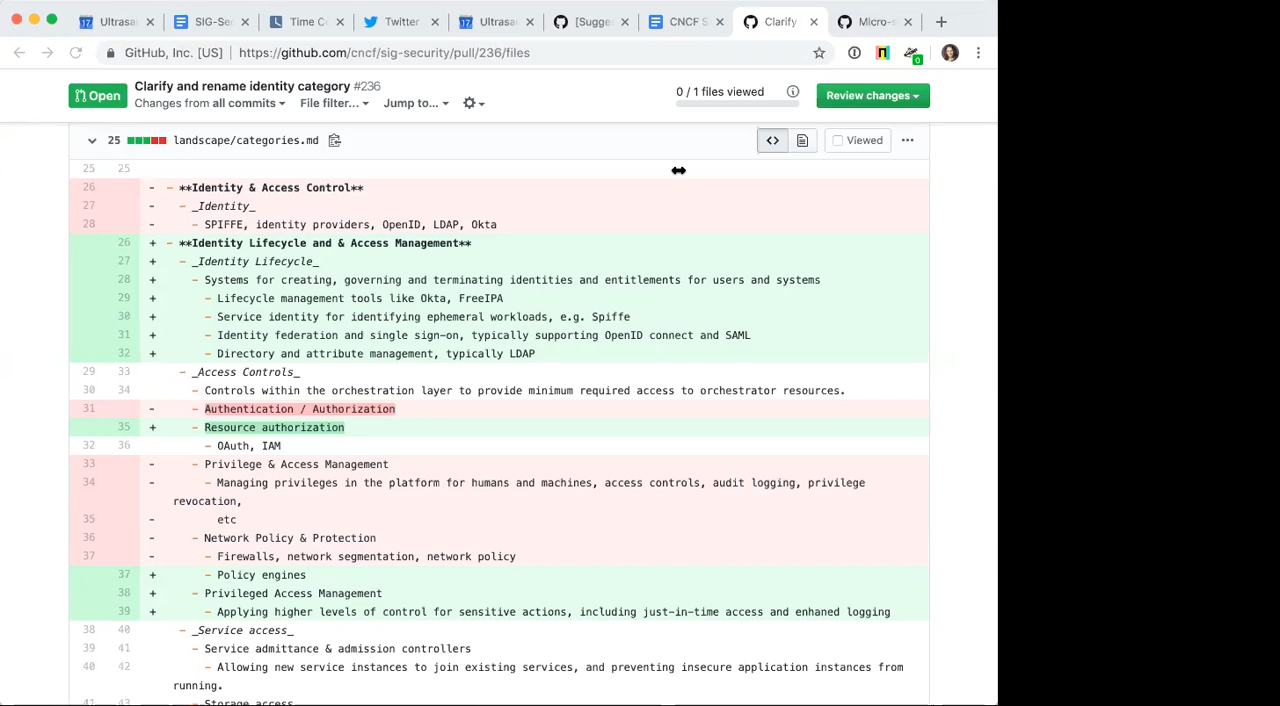 Ultrasa
SIG-Se
Time C
Twitter
Ultrasa
[Sugge
CNCF S
Clarify
Micro-s
GitHub, Inc. [US] https://github.com/cncf/sig-security/pull/236/files
Open
Clarify and rename identity category #236
Changes from all commits File filter... Jump to...
0 / 1 files viewed
Review changes
25 landscape/categories.md
Viewed
25 25
26 - - **Identity & Access Control**
27 - - _Identity_
28 - - SPIFFE, identity providers, OpenID, LDAP, Okta
26 + - **Identity Lifecycle and & Access Management**
27 + - _Identity Lifecycle_
28 + - Systems for creating, governing and terminating identities and entitlements for users and systems
29 + - Lifecycle management tools like Okta, FreeIPA
30 + - Service identity for identifying ephemeral workloads, e.g. Spiffe
31 + - Identity federation and single sign-on, typically supporting OpenID connect and SAML
32 + - Directory and attribute management, typically LDAP
29 33 - _Access Controls_
30 34 - Controls within the orchestration layer to provide minimum required access to orchestrator resources.
31 - - Authentication / Authorization
35 + - Resource authorization
32 36 - OAuth, IAM
33 - - Privilege & Access Management
34 - - Managing privileges in the platform for humans and machines, access controls, audit logging, privilege
revocation,
35 - etc
36 - - Network Policy & Protection
37 - - Firewalls, network segmentation, network policy
37 + - Policy engines
38 + - Privileged Access Management
39 + - Applying higher levels of control for sensitive actions, including just-in-time access and enhaned logging
38 40 - _Service access_
39 41 - Service admittance & admission controllers
40 42 - Allowing new service instances to join existing services, and preventing insecure application instances from
running.
41 43 - Storage access